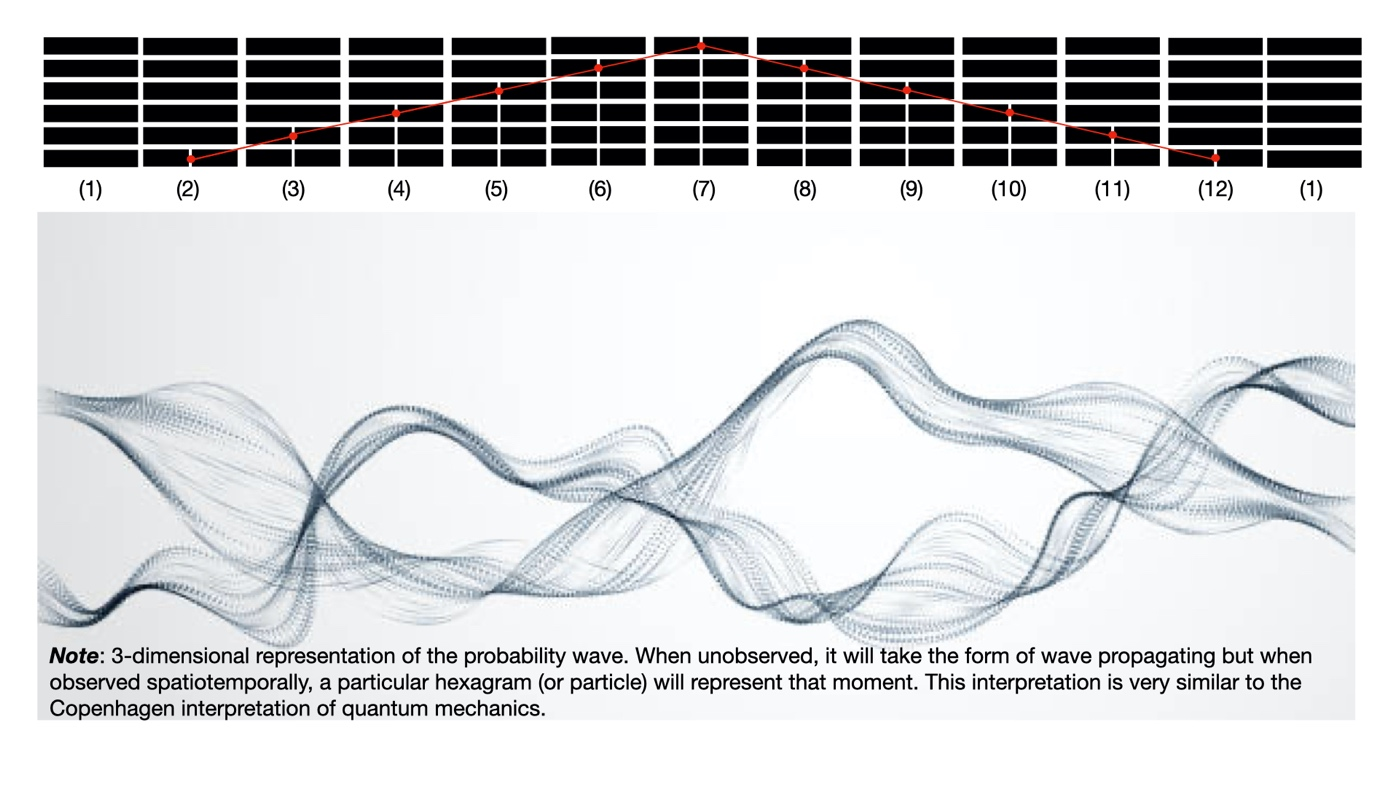 (1) (2) (3) (4) (5) (6) (7) (8) (9) (10) (11) (12) (1)
Note: 3-dimensional representation of the probability wave. When unobserved, it will take the form of wave propagating but when
observed spatiotemporally, a particular hexagram (or particle) will represent that moment. This interpretation is very similar to the
Copenhagen interpretation of quantum mechanics.